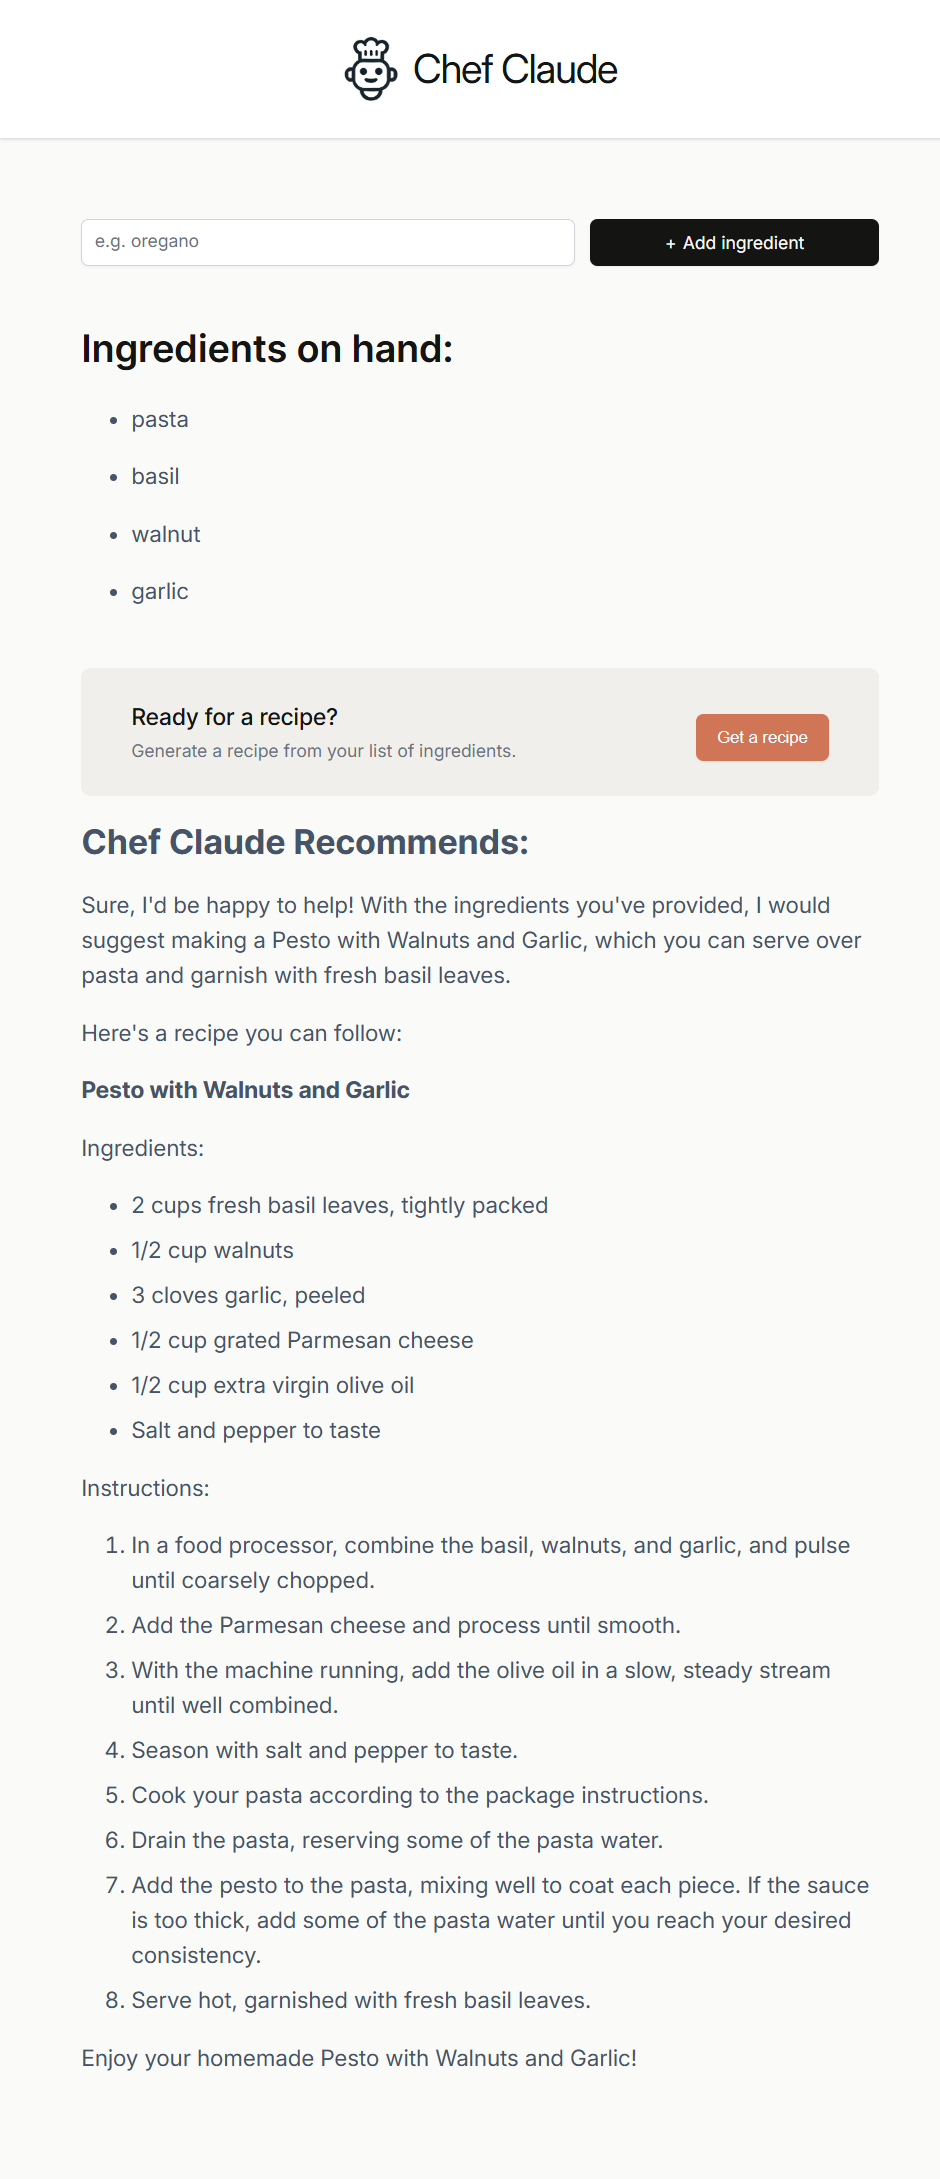 Chef Claude
e.g. oregano
+ Add ingredient
Ingredients on hand:
• pasta
• basil
• walnut
• garlic
Ready for a recipe?
Generate a recipe from your list of ingredients.
Get a recipe
Chef Claude Recommends:
Sure, I'd be happy to help! With the ingredients you've provided, I would
suggest making a Pesto with Walnuts and Garlic, which you can serve over
pasta and garnish with fresh basil leaves.
Here's a recipe you can follow:
Pesto with Walnuts and Garlic
Ingredients:
• 2 cups fresh basil leaves, tightly packed
• 1/2 cup walnuts
• 3 cloves garlic, peeled
• 1/2 cup grated Parmesan cheese
• 1/2 cup extra virgin olive oil
• Salt and pepper to taste
Instructions:
1. In a food processor, combine the basil, walnuts, and garlic, and pulse
until coarsely chopped.
2. Add the Parmesan cheese and process until smooth.
3. With the machine running, add the olive oil in a slow, steady stream
until well combined.
4. Season with salt and pepper to taste.
5. Cook your pasta according to the package instructions.
6. Drain the pasta, reserving some of the pasta water.
7. Add the pesto to the pasta, mixing well to coat each piece. If the sauce
is too thick, add some of the pasta water until you reach your desired
consistency.
8. Serve hot, garnished with fresh basil leaves.
Enjoy your homemade Pesto with Walnuts and Garlic!